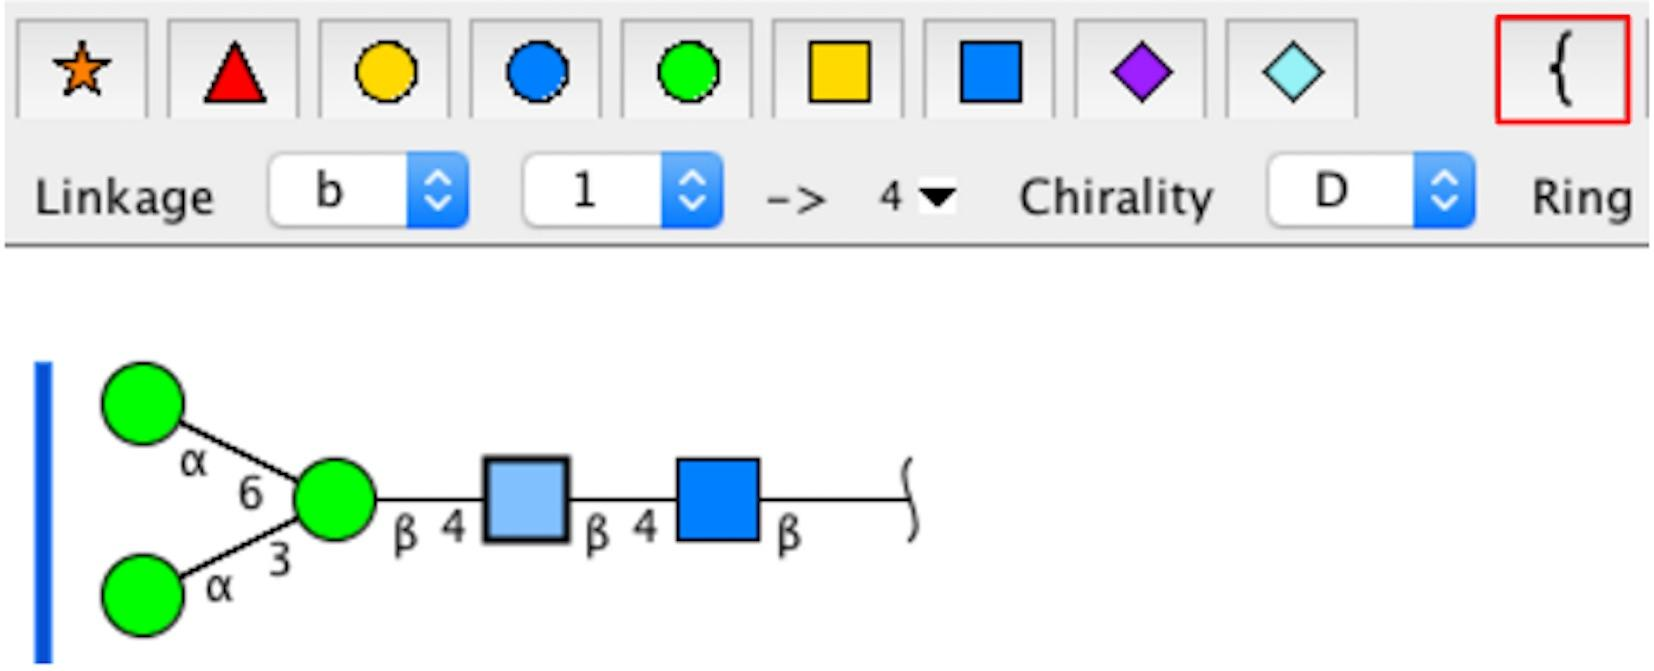 {
Linkage b 1 -> 4 Chirality D Ring
α
6
β 4 β 4 β
3
α